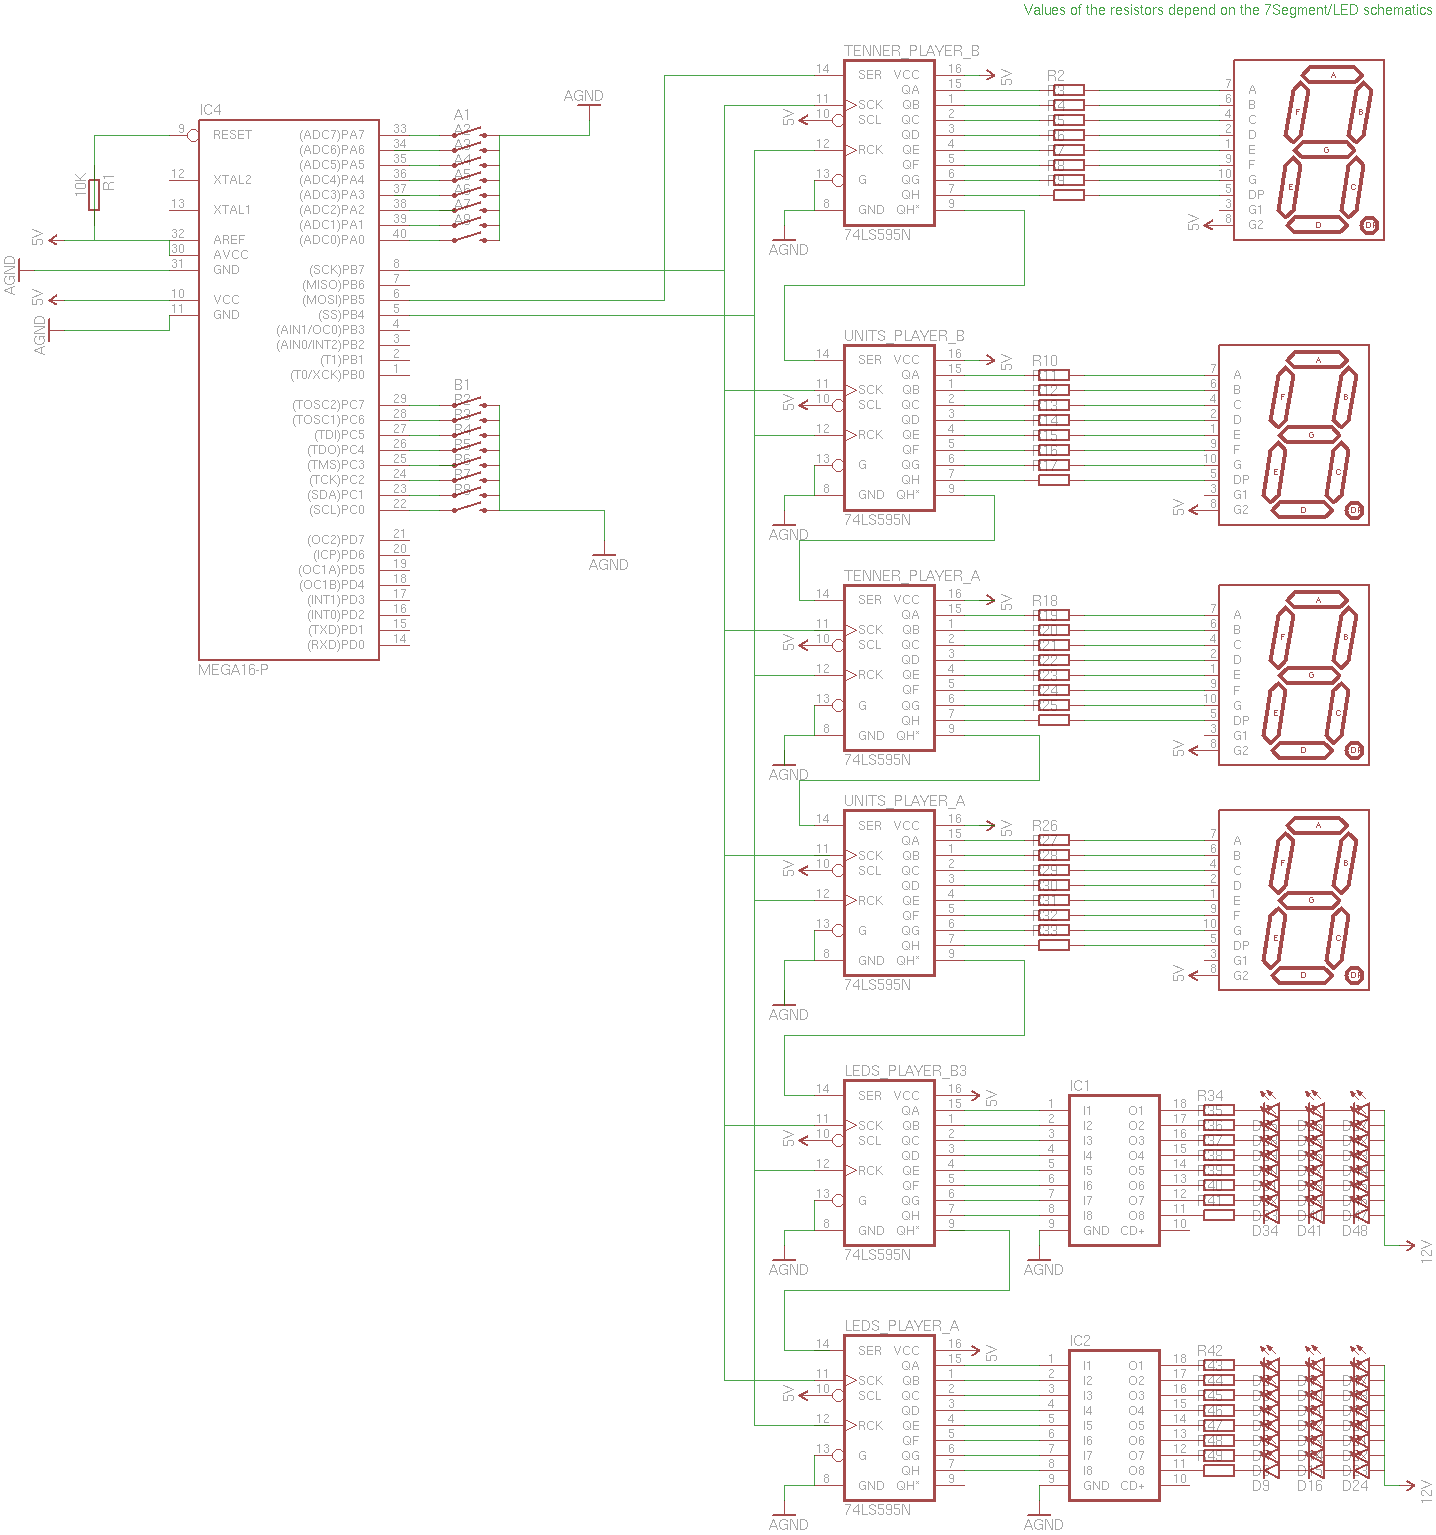 Values of the resistors depend on the 7Segment/LED schematics
IC4
9 RESET
12 XTAL2
13 XTAL1
32 AREF
30 AVCC
31 GND
10 VCC
11 GND
10K R1
5V
AGND
5V
AGND
(ADC7)PA7 33
(ADC6)PA6 34
(ADC5)PA5 35
(ADC4)PA4 36
(ADC3)PA3 37
(ADC2)PA2 38
(ADC1)PA1 39
(ADC0)PA0 40
(SCK)PB7 8
(MISO)PB6 7
(MOSI)PB5 6
(SS)PB4 5
(AIN1/OC0)PB3 4
(AIN0/INT2)PB2 3
(T1)PB1 2
(T0/XCK)PB0 1
(TOSC2)PC7 29
(TOSC1)PC6 28
(TDI)PC5 27
(TDO)PC4 26
(TMS)PC3 25
(TCK)PC2 24
(SDA)PC1 23
(SCL)PC0 22
(OC2)PD7 21
(ICP)PD6 20
(OC1A)PD5 19
(OC1B)PD4 18
(INT1)PD3 17
(INT0)PD2 16
(TXD)PD1 15
(RXD)PD0 14
MEGA16-P
A1
A2
A3
A4
A5
A6
A7
A8
AGND
B1
B2
B3
B4
B5
B6
B7
B8
AGND
TENNER_PLAYER_B
14 SER VCC 16 5V
QA 15
11 SCK QB 1
5V 10 SCL QC 2
QD 3
12 RCK QE 4
QF 5
13 G QG 6
QH 7
8 GND QH* 9
AGND
74LS595N
R2
R3
R4
R5
R6
R7
R8
R9
7 A
6 B
4 C
2 D
1 E
9 F
10 G
5 DP
3 G1
5V 8 G2
A
F B
G
E C
D DP
UNITS_PLAYER_B
14 SER VCC 16 5V
QA 15
11 SCK QB 1
5V 10 SCL QC 2
QD 3
12 RCK QE 4
QF 5
13 G QG 6
QH 7
8 GND QH* 9
AGND
74LS595N
R10
R11
R12
R13
R14
R15
R16
R17
7 A
6 B
4 C
2 D
1 E
9 F
10 G
5 DP
3 G1
5V 8 G2
A
F B
G
E C
D DP
TENNER_PLAYER_A
14 SER VCC 16 5V
QA 15
11 SCK QB 1
5V 10 SCL QC 2
QD 3
12 RCK QE 4
QF 5
13 G QG 6
QH 7
8 GND QH* 9
AGND
74LS595N
R18
R19
R20
R21
R22
R23
R24
R25
7 A
6 B
4 C
2 D
1 E
9 F
10 G
5 DP
3 G1
5V 8 G2
A
F B
G
E C
D DP
UNITS_PLAYER_A
14 SER VCC 16 5V
QA 15
11 SCK QB 1
5V 10 SCL QC 2
QD 3
12 RCK QE 4
QF 5
13 G QG 6
QH 7
8 GND QH* 9
AGND
74LS595N
R26
R27
R28
R29
R30
R31
R32
R33
7 A
6 B
4 C
2 D
1 E
9 F
10 G
5 DP
3 G1
5V 8 G2
A
F B
G
E C
D DP
LEDS_PLAYER_B3
14 SER VCC 16 5V
QA 15
11 SCK QB 1
5V 10 SCL QC 2
QD 3
12 RCK QE 4
QF 5
13 G QG 6
QH 7
8 GND QH* 9
AGND
74LS595N
IC1
1 I1 O1 18
2 I2 O2 17
3 I3 O3 16
4 I4 O4 15
5 I5 O5 14
6 I6 O6 13
7 I7 O7 12
8 I8 O8 11
9 GND CD+ 10
AGND
R34
R35
R36
R37
R38
R39
R40
R41
D34 D41 D48
12V
LEDS_PLAYER_A
14 SER VCC 16 5V
QA 15
11 SCK QB 1
5V 10 SCL QC 2
QD 3
12 RCK QE 4
QF 5
13 G QG 6
QH 7
8 GND QH* 9
AGND
74LS595N
IC2
1 I1 O1 18
2 I2 O2 17
3 I3 O3 16
4 I4 O4 15
5 I5 O5 14
6 I6 O6 13
7 I7 O7 12
8 I8 O8 11
9 GND CD+ 10
AGND
R42
R43
R44
R45
R46
R47
R48
R49
D9 D16 D24
12V